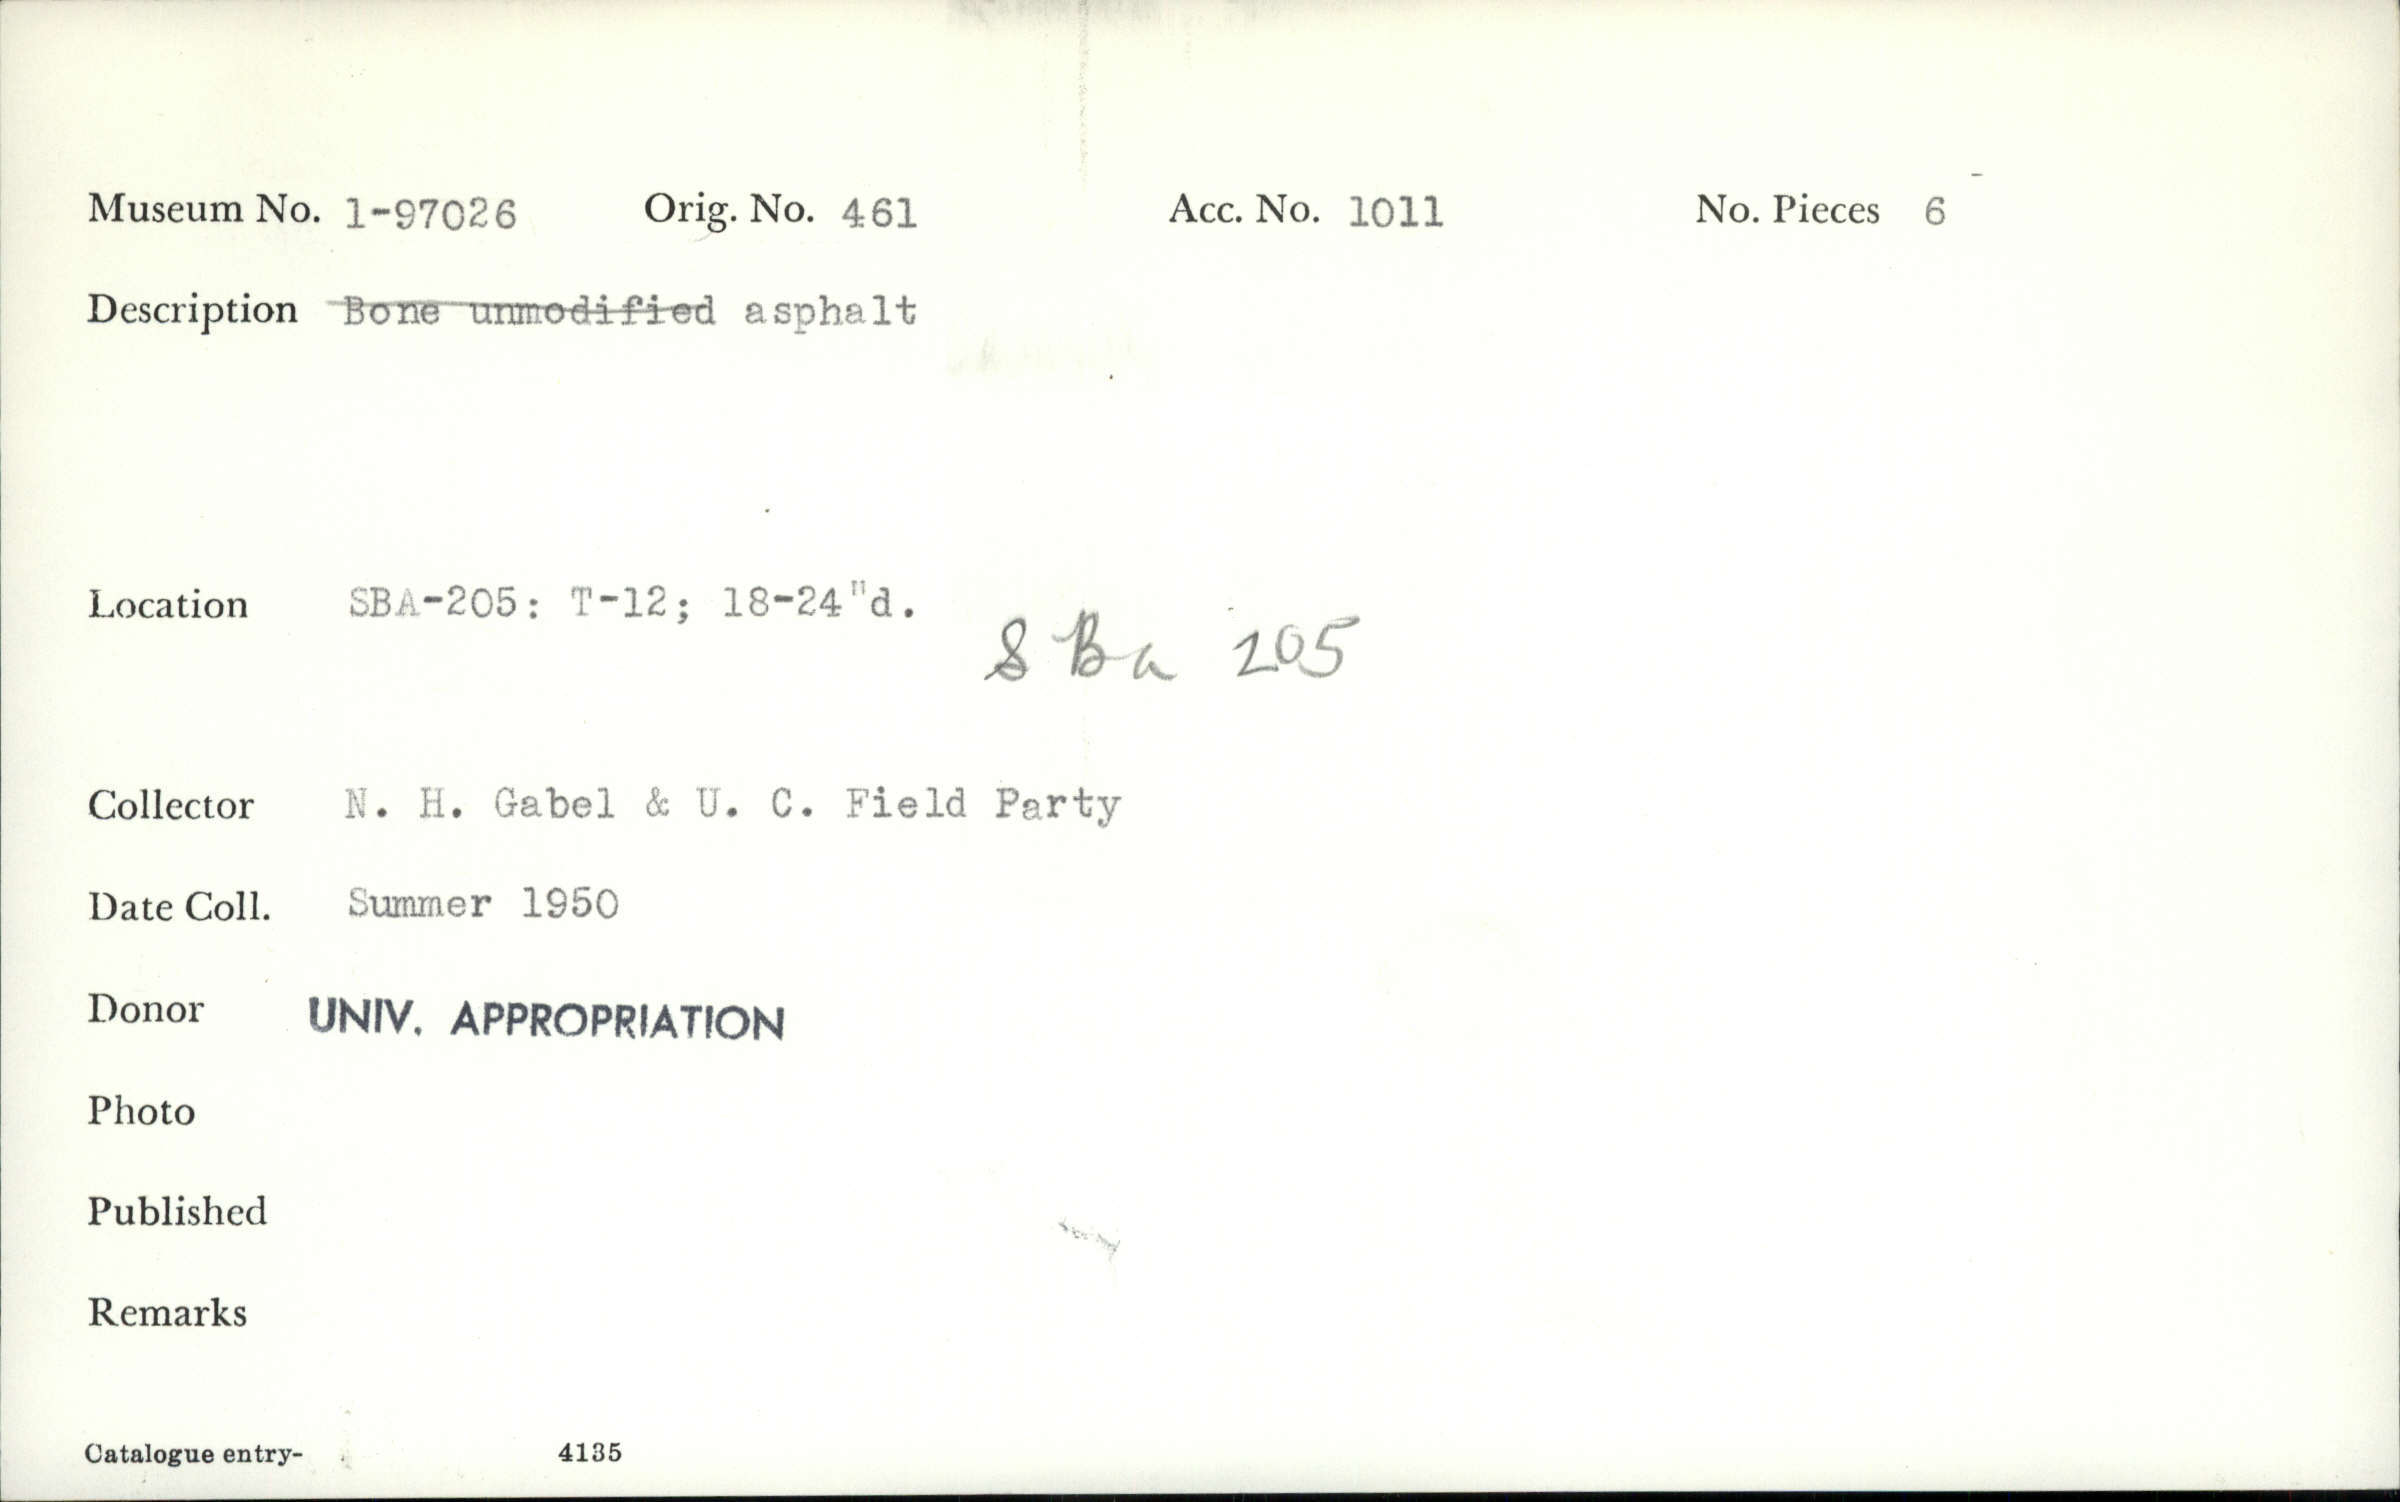 Museum No. 1-97026 Orig. No. 461 Acc. No. 1011 No. Pieces 6
Description Bone unmodified asphalt
Location SBA-205: T-12; 18-24"d.
S Ba 205
Collector N. H. Gabel & U. C. Field Party
Date Coll. Summer 1950
Donor UNIV. APPROPRIATION
Photo
Published
Remarks
Catalogue entry- 4135